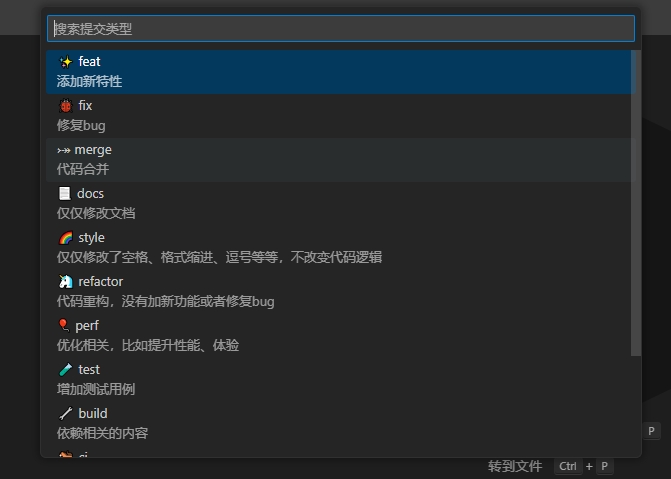 搜索提交类型
✨ feat
添加新特性
🐞 fix
修复bug
⤖ merge
代码合并
📃 docs
仅仅修改文档
🌈 style
仅仅修改了空格、格式缩进、逗号等等，不改变代码逻辑
🦄 refactor
代码重构，没有加新功能或者修复bug
🎈 perf
优化相关，比如提升性能、体验
🧪 test
增加测试用例
🔧 build
依赖相关的内容
P
转到文件 Ctrl + P